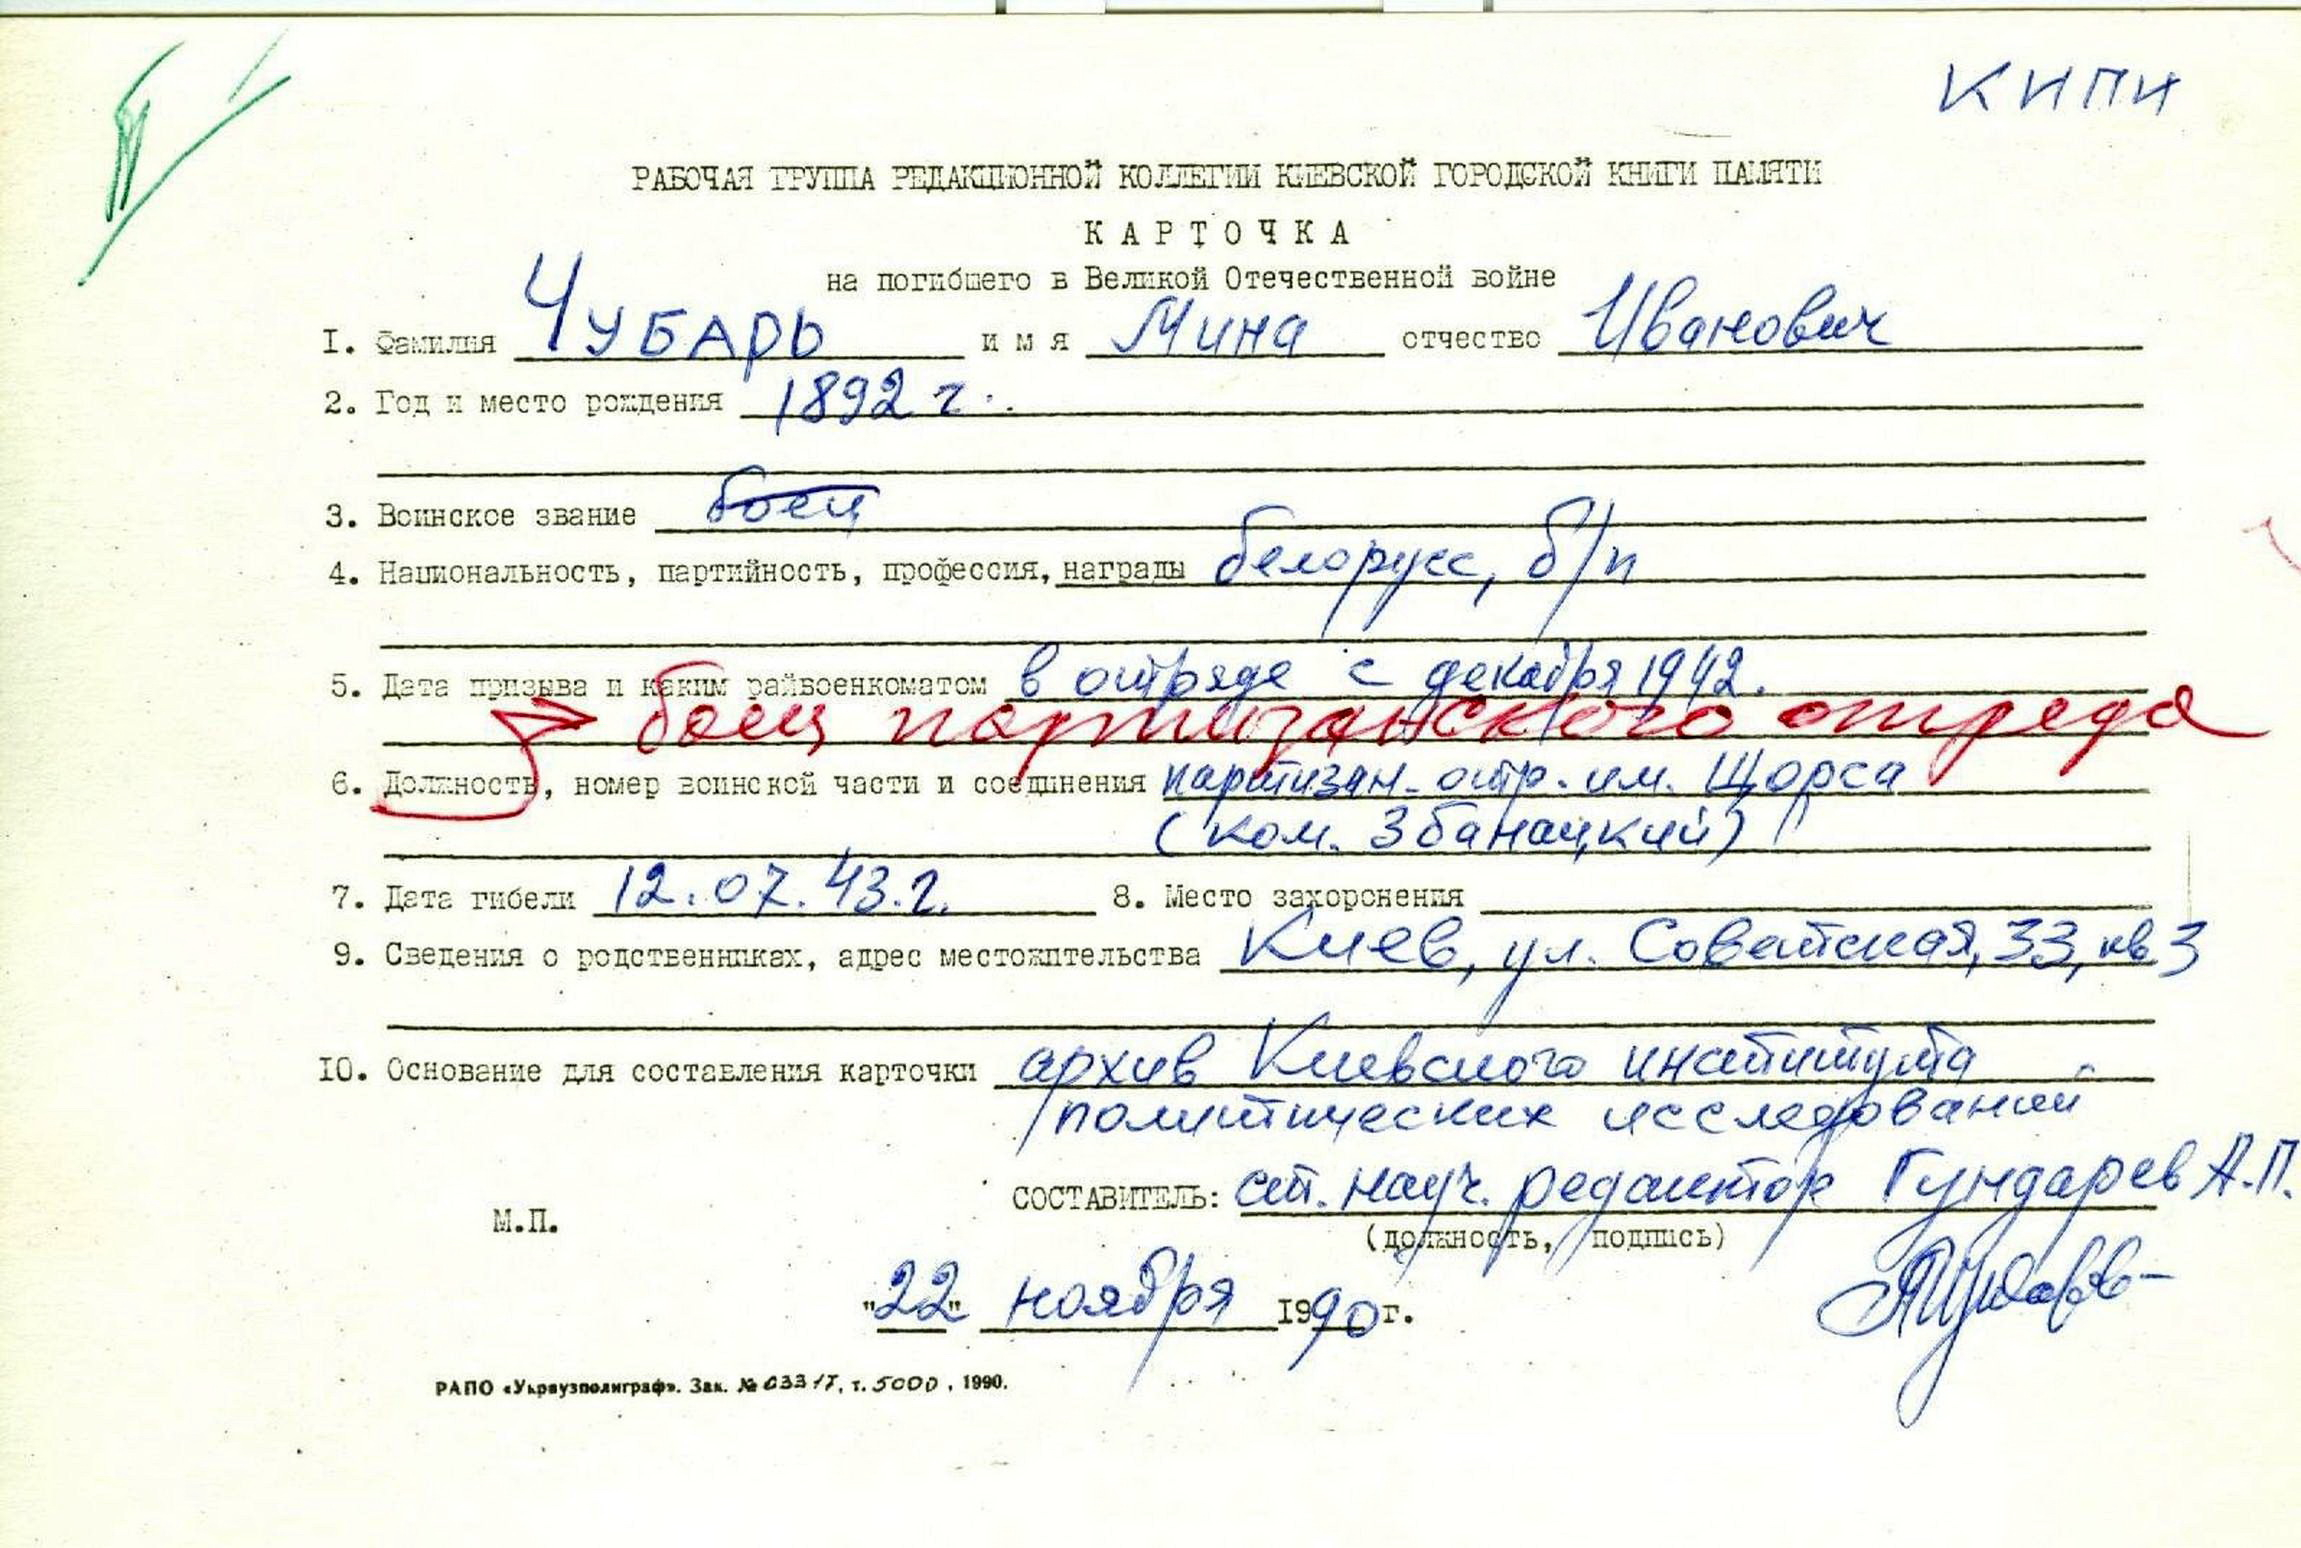 КИПИ
РАБОЧАЯ ГРУППА РЕДАКЦИОННОЙ КОЛЛЕГИИ КИЕВСКОЙ ГОРОДСКОЙ КНИГИ ПАМЯТИ
КАРТОЧКА
на погибшего в Великой Отечественной войне
I. Фамилия ЧУБАРЬ имя Мина отчество Иванович
2. Год и место рождения 1892 г.
3. Воинское звание боец
4. Национальность, партийность, профессия, награды белорусс, б/п
5. Дата призыва и каким райвоенкоматом в отряде с декабря 1942.
боец партизанского отряда
6. Должность, номер воинской части и соединения партизан. отр. им. Щорса
(ком. Збанацкий)
7. Дата гибели 12.07.43.г. 8. Место захоронения
9. Сведения о родственниках, адрес местожительства Киев, ул. Советская, 33, кв 3
IO. Основание для составления карточки архив Киевского института
политических исследований
СОСТАВИТЕЛЬ: ст. науч. редактор Гундарев А.П.
М.П. (должность, подпись)
"22" ноября 1990 г.
РАПО «Укрвузполиграф». Зак. № 0331Т, т. 5000, 1990.